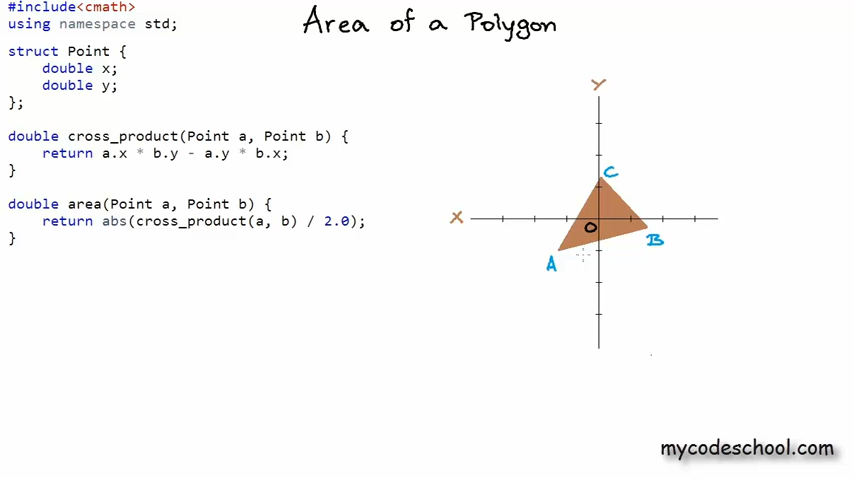 #include<cmath>
using namespace std;
struct Point {
double x;
double y;
};
double cross_product(Point a, Point b) {
return a.x * b.y - a.y * b.x;
}
double area(Point a, Point b) {
return abs(cross_product(a, b) / 2.0);
}
Area of a Polygon
Y
C
X
O
B
A
mycodeschool.com